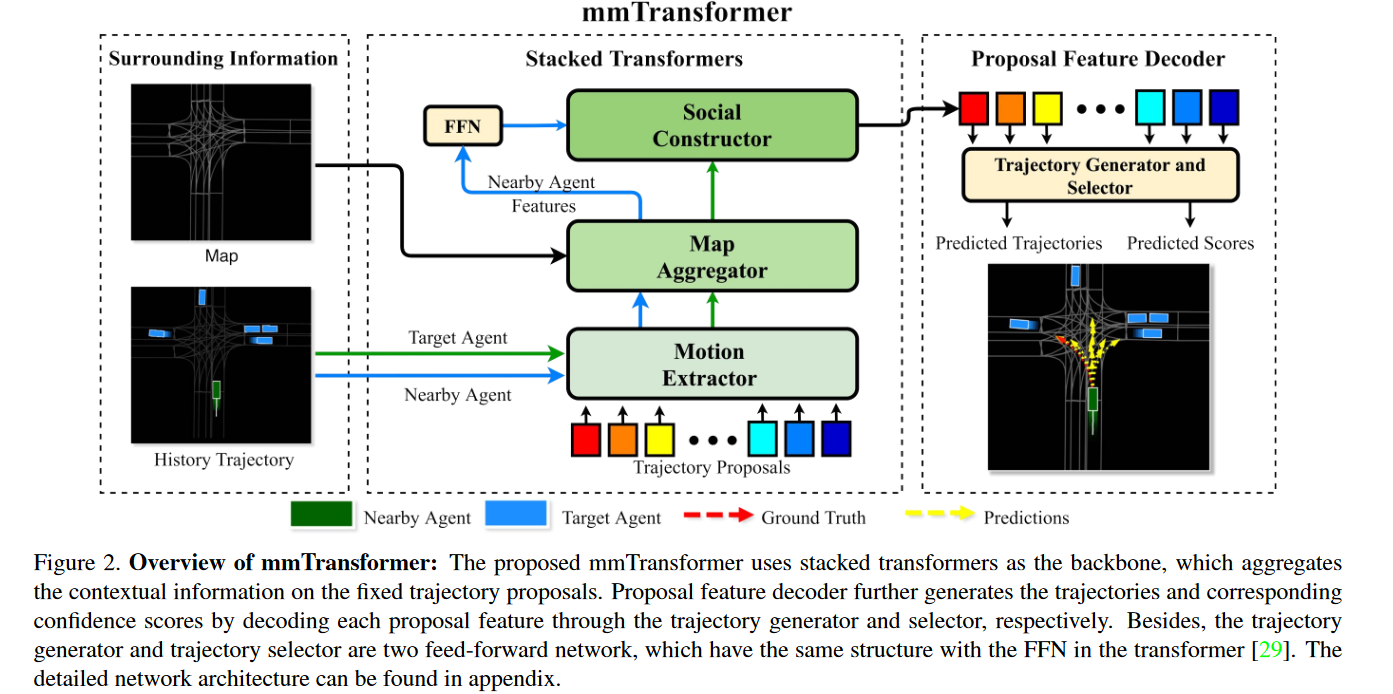 mmTransformer
Surrounding Information
Map
History Trajectory
Stacked Transformers
FFN
Social
Constructor
Nearby Agent
Features
Map
Aggregator
Target Agent
Nearby Agent
Motion
Extractor
Trajectory Proposals
Proposal Feature Decoder
Trajectory Generator and
Selector
Predicted Trajectories
Predicted Scores
Nearby Agent
Target Agent
Ground Truth
Predictions
Figure 2. Overview of mmTransformer: The proposed mmTransformer uses stacked transformers as the backbone, which aggregates
the contextual information on the fixed trajectory proposals. Proposal feature decoder further generates the trajectories and corresponding
confidence scores by decoding each proposal feature through the trajectory generator and selector, respectively. Besides, the trajectory
generator and trajectory selector are two feed-forward network, which have the same structure with the FFN in the transformer [29]. The
detailed network architecture can be found in appendix.